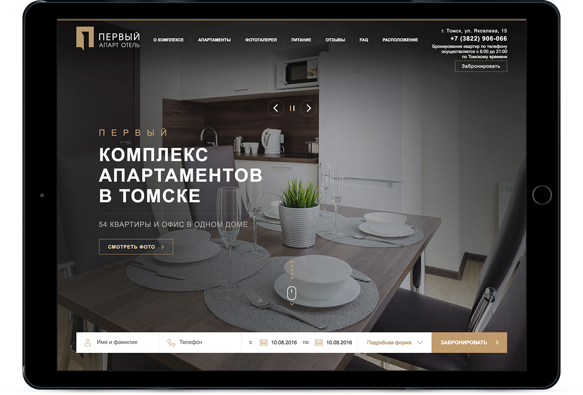 ПЕРВЫЙ
АПАРТ ОТЕЛЬ
О КОМПЛЕКСЕ АПАРТАМЕНТЫ ФОТОГАЛЕРЕЯ ПИТАНИЕ ОТЗЫВЫ FAQ РАСПОЛОЖЕНИЕ
г. Томск, ул. Яковлева, 15
+7 (3822) 906-066
Бронирование квартир по телефону
осуществляется с 8:00 до 21:00
по Томскому времени
Забронировать
ПЕРВЫЙ
КОМПЛЕКС
АПАРТАМЕНТОВ
В ТОМСКЕ
54 КВАРТИРЫ И ОФИС В ОДНОМ ДОМЕ
СМОТРЕТЬ ФОТО
Имя и фамилия Телефон с 10.08.2016 по 10.08.2016 Подробная форма ЗАБРОНИРОВАТЬ